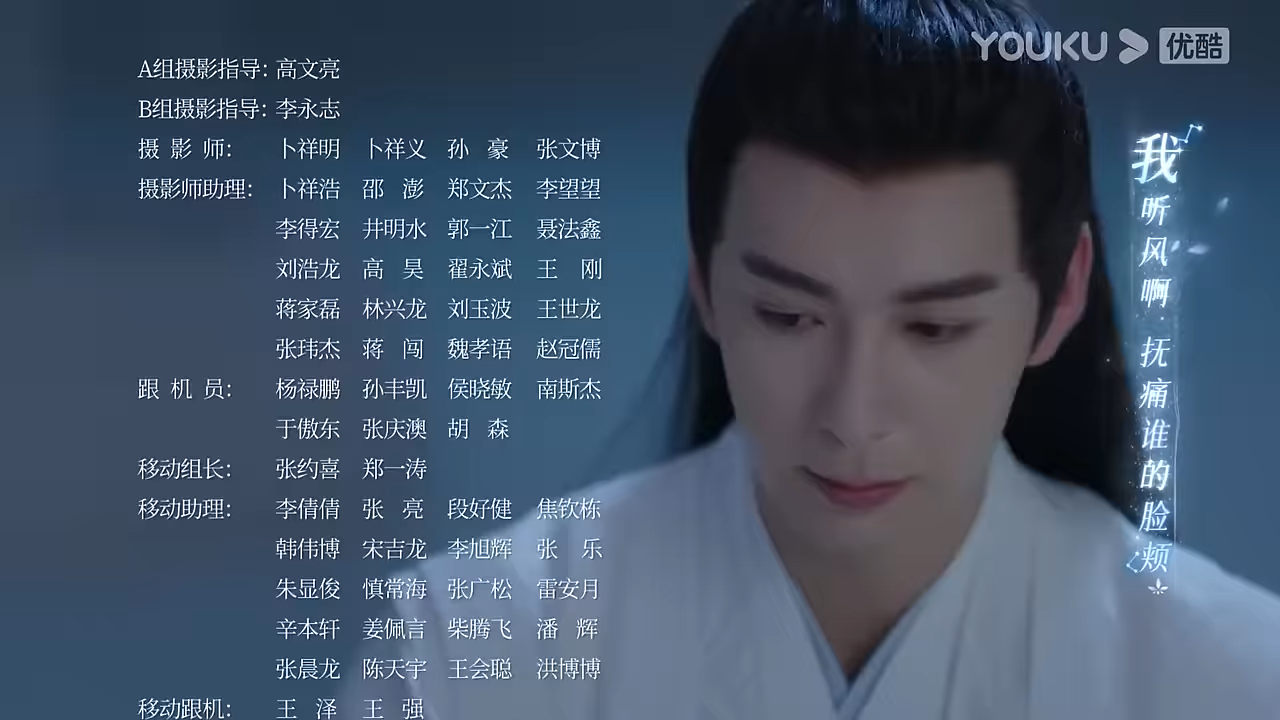 YOUKU 优酷
A组摄影指导：高文亮
B组摄影指导：李永志
摄 影 师： 卜祥明 卜祥义 孙 豪 张文博
摄影师助理： 卜祥浩 邵 澎 郑文杰 李望望
李得宏 井明水 郭一江 聂法鑫
刘浩龙 高 昊 翟永斌 王 刚
蒋家磊 林兴龙 刘玉波 王世龙
张玮杰 蒋 闯 魏孝语 赵冠儒
跟 机 员： 杨禄鹏 孙丰凯 侯晓敏 南斯杰
于傲东 张庆澳 胡 森
移动组长： 张约喜 郑一涛
移动助理： 李倩倩 张 亮 段好健 焦钦栋
韩伟博 宋吉龙 李旭辉 张 乐
朱显俊 慎常海 张广松 雷安月
辛本轩 姜佩言 柴腾飞 潘 辉
张晨龙 陈天宇 王会聪 洪博博
移动跟机： 王 泽 王 强
我听风啊 抚痛谁的脸颊